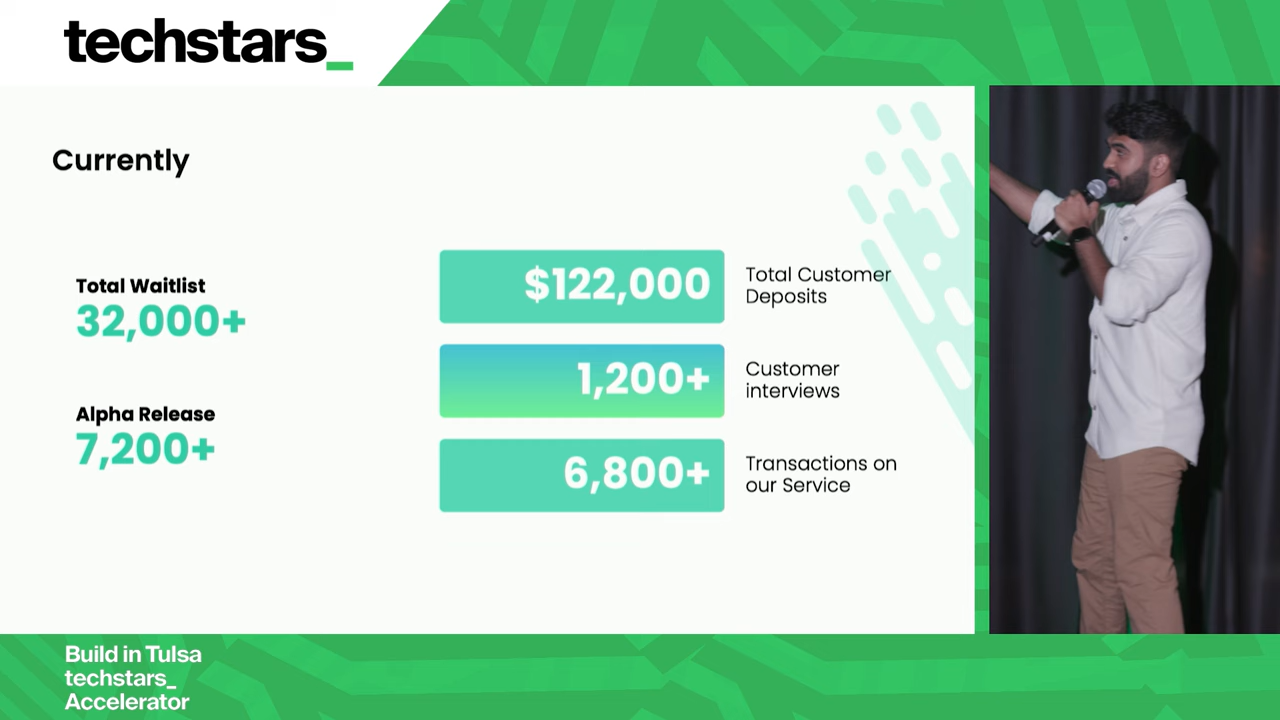 techstars_
Currently
Total Waitlist
32,000+
Alpha Release
7,200+
$122,000
Total Customer
Deposits
1,200+
Customer
interviews
6,800+
Transactions on
our Service
Build in Tulsa
techstars_
Accelerator